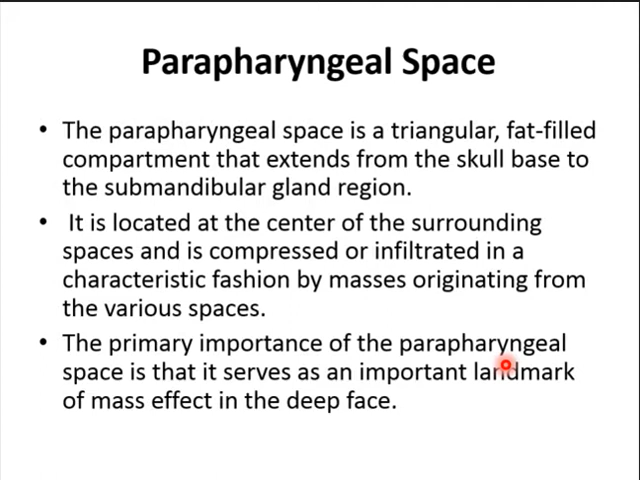 Parapharyngeal Space
• The parapharyngeal space is a triangular, fat-filled
compartment that extends from the skull base to
the submandibular gland region.
• It is located at the center of the surrounding
spaces and is compressed or infiltrated in a
characteristic fashion by masses originating from
the various spaces.
• The primary importance of the parapharyngeal
space is that it serves as an important landmark
of mass effect in the deep face.